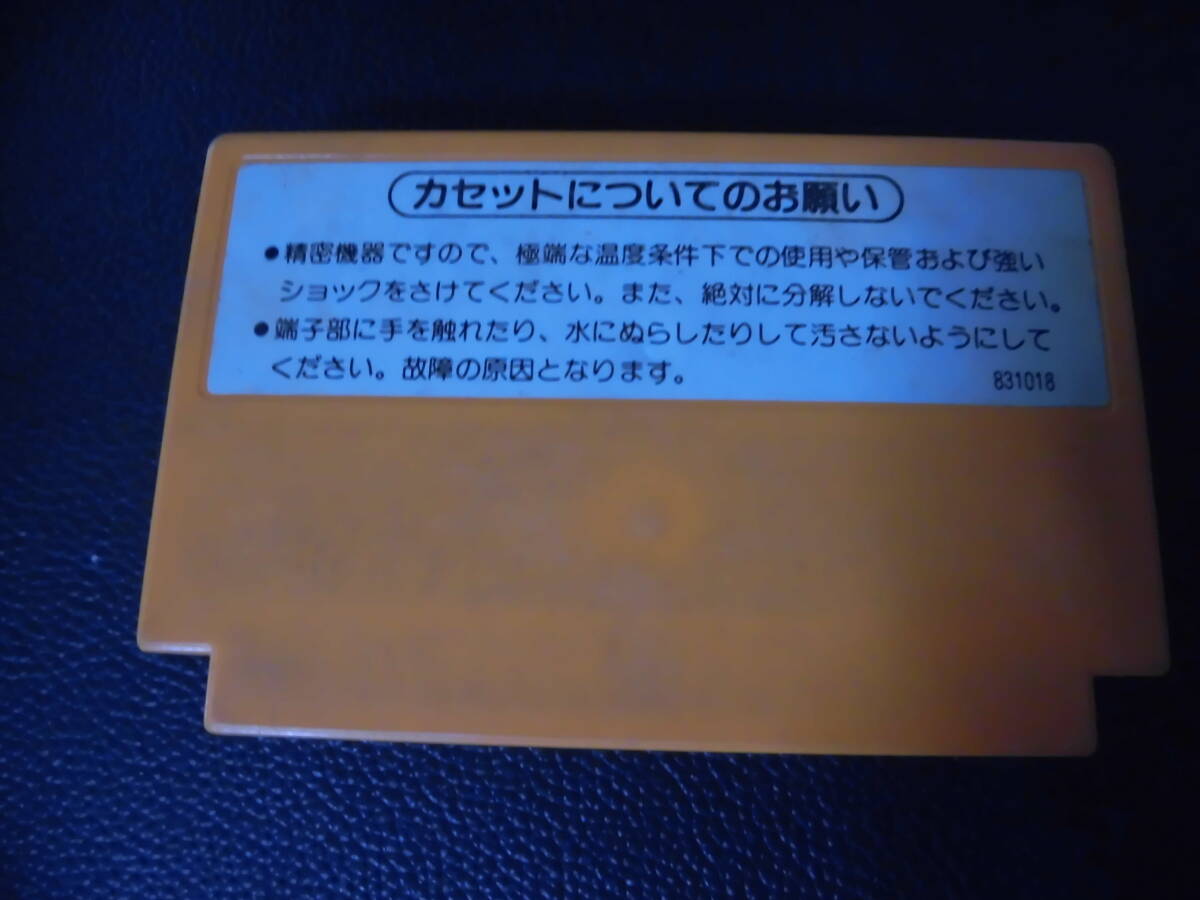 カセットについてのお願い
●精密機器ですので、極端な温度条件下での使用や保管および強い
ショックをさけてください。また、絶対に分解しないでください。
●端子部に手を触れたり、水にぬらしたりして汚さないようにして
ください。故障の原因となります。
831018